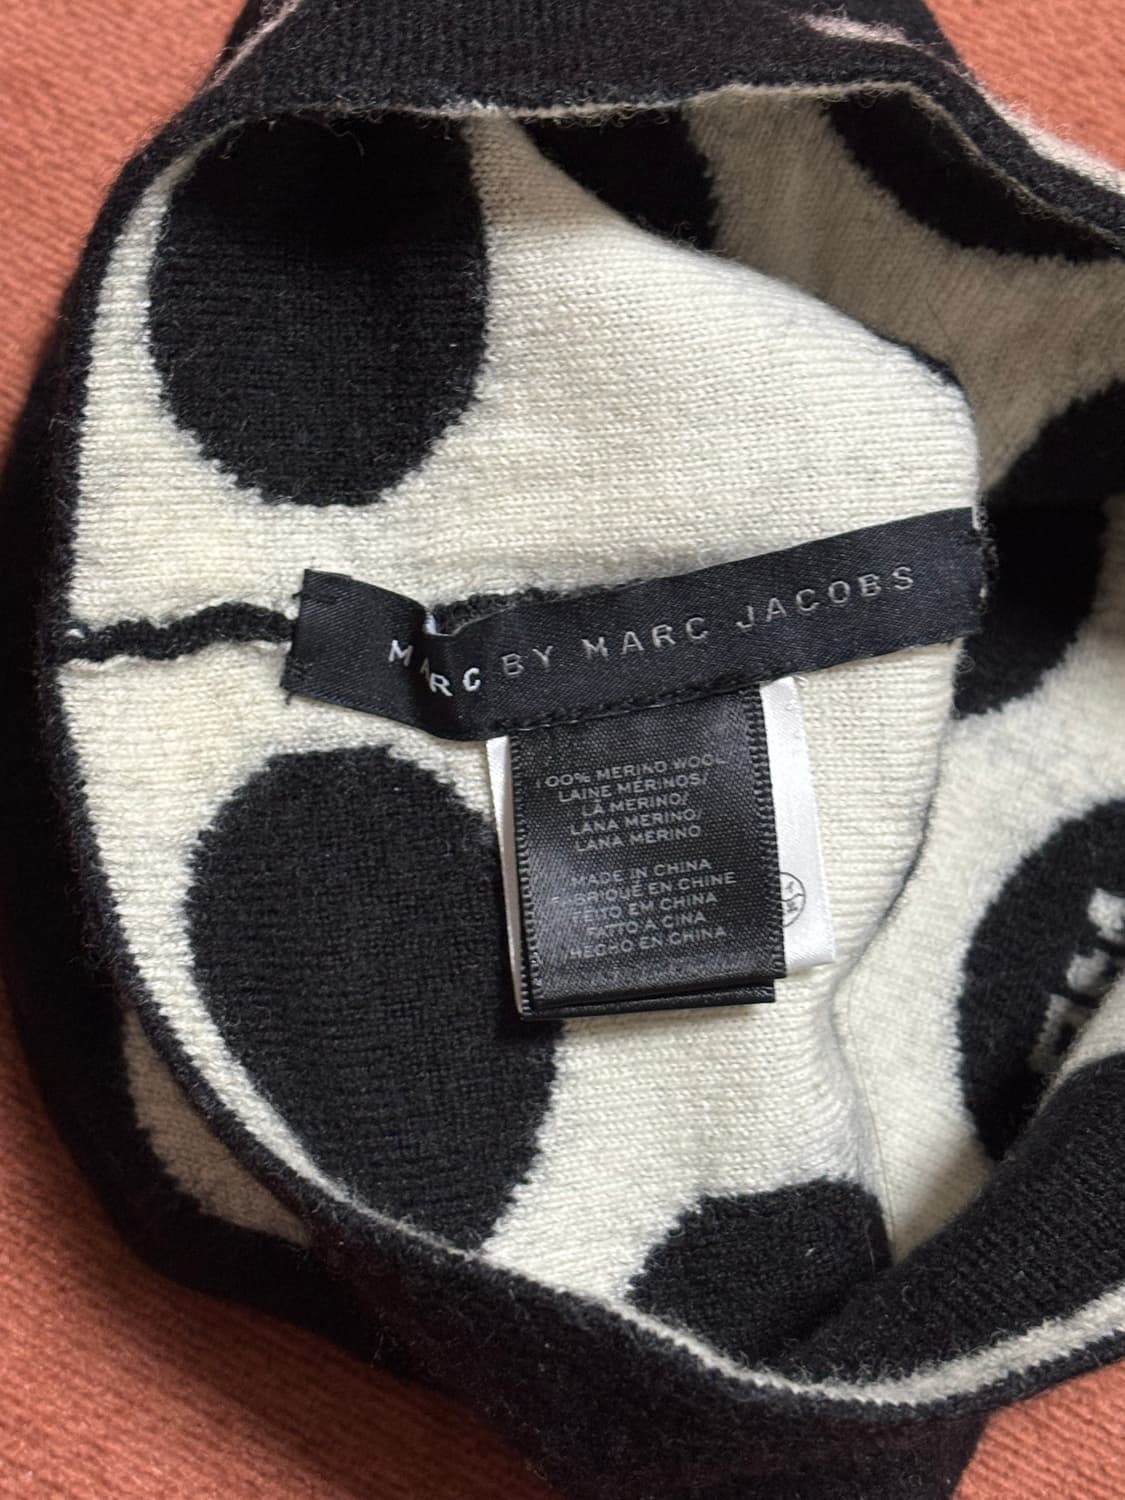 MARC BY MARC JACOBS
100% MERINO WOOL
LAINE MERINOS/
LÃ MERINO/
LANA MERINO/
LANA MERINO
MADE IN CHINA
FABRIQUÉ EN CHINE
FEITO EM CHINA
FATTO A CINA
HECHO EN CHINA